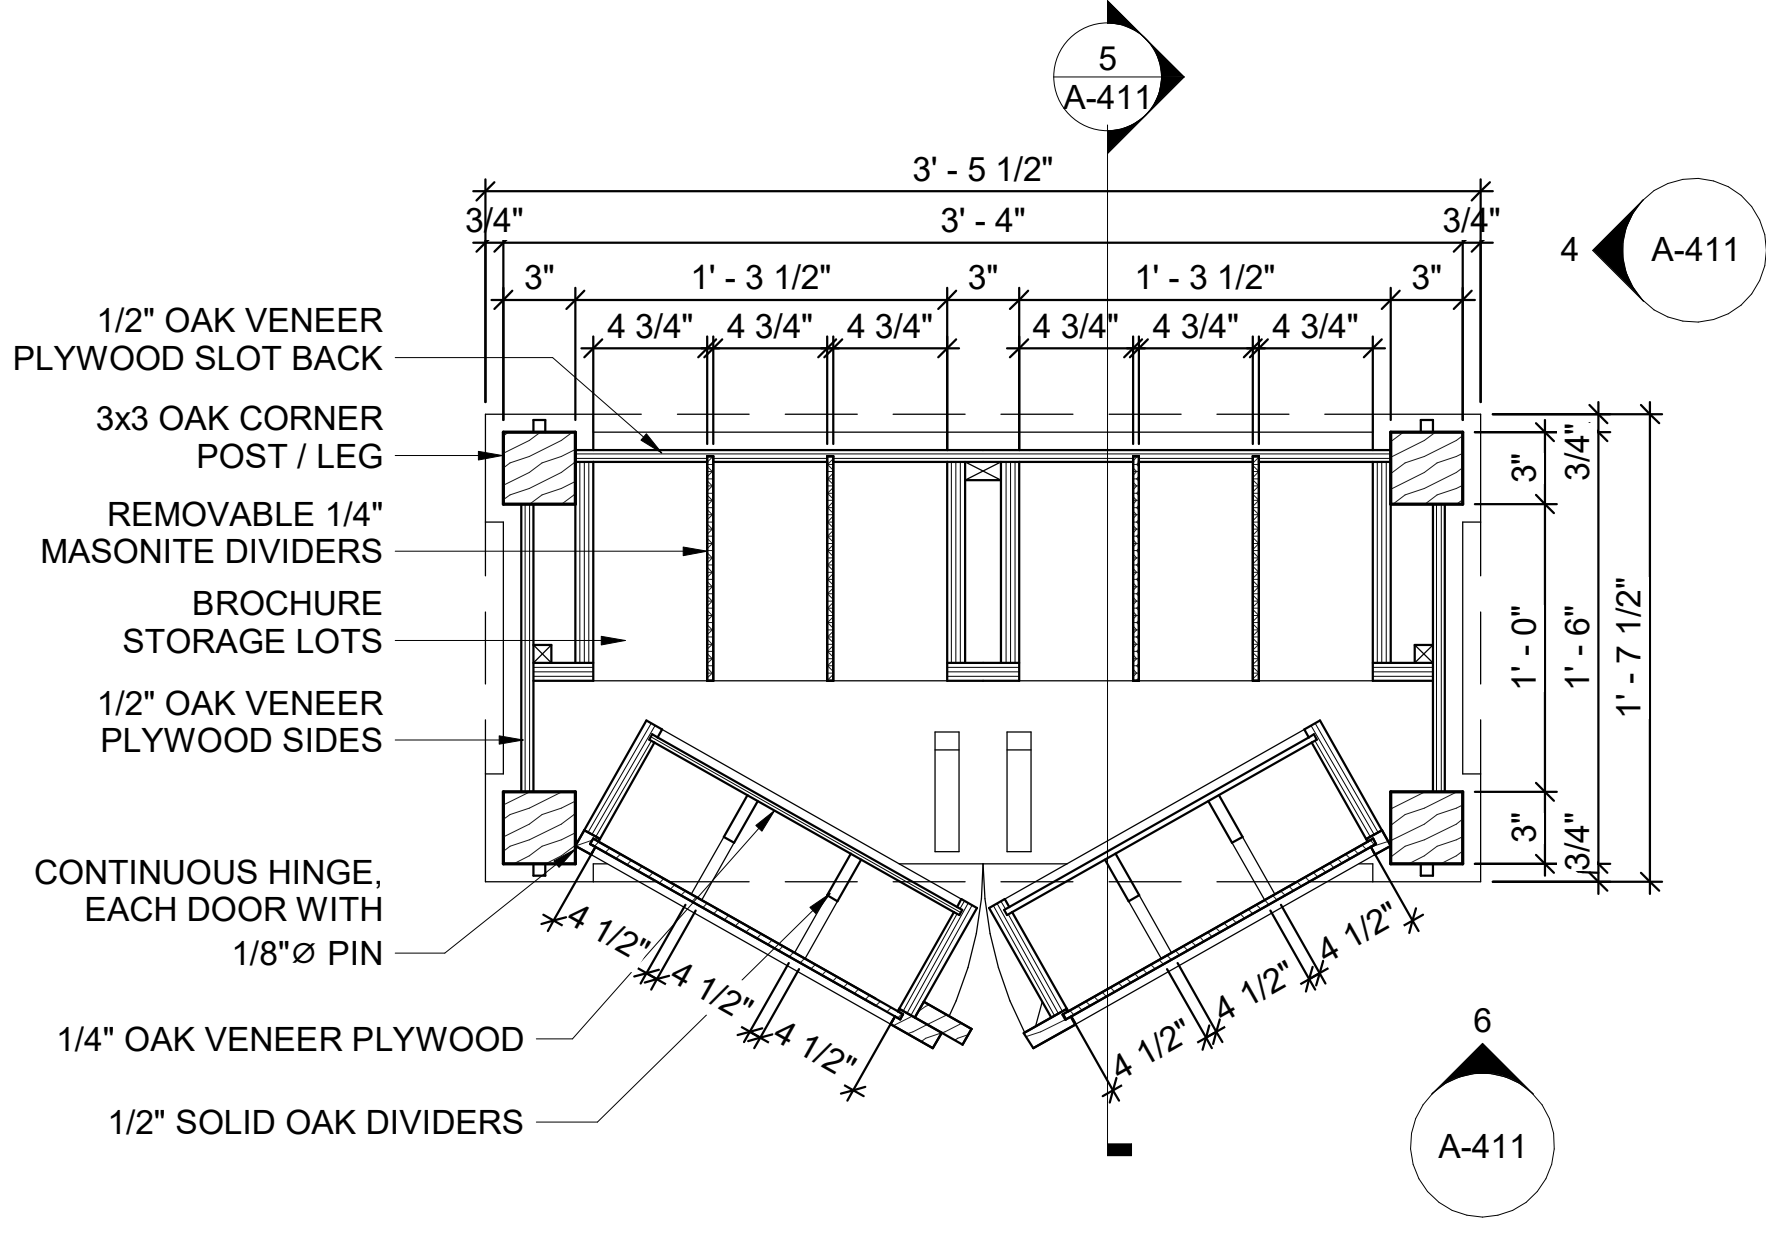 5
A-411
3' - 5 1/2"
3/4"
3' - 4"
3/4"
4
A-411
3"
1' - 3 1/2"
3"
1' - 3 1/2"
3"
4 3/4"
4 3/4"
4 3/4"
4 3/4"
4 3/4"
4 3/4"
1/2" OAK VENEER
PLYWOOD SLOT BACK
3x3 OAK CORNER
POST / LEG
REMOVABLE 1/4"
MASONITE DIVIDERS
BROCHURE
STORAGE LOTS
1/2" OAK VENEER
PLYWOOD SIDES
CONTINUOUS HINGE,
EACH DOOR WITH
1/8"Ø PIN
1/4" OAK VENEER PLYWOOD
1/2" SOLID OAK DIVIDERS
3"
3/4"
1' - 0"
1' - 6"
1' - 7 1/2"
3"
3/4"
4 1/2"
4 1/2"
4 1/2"
4 1/2"
4 1/2"
4 1/2"
6
A-411